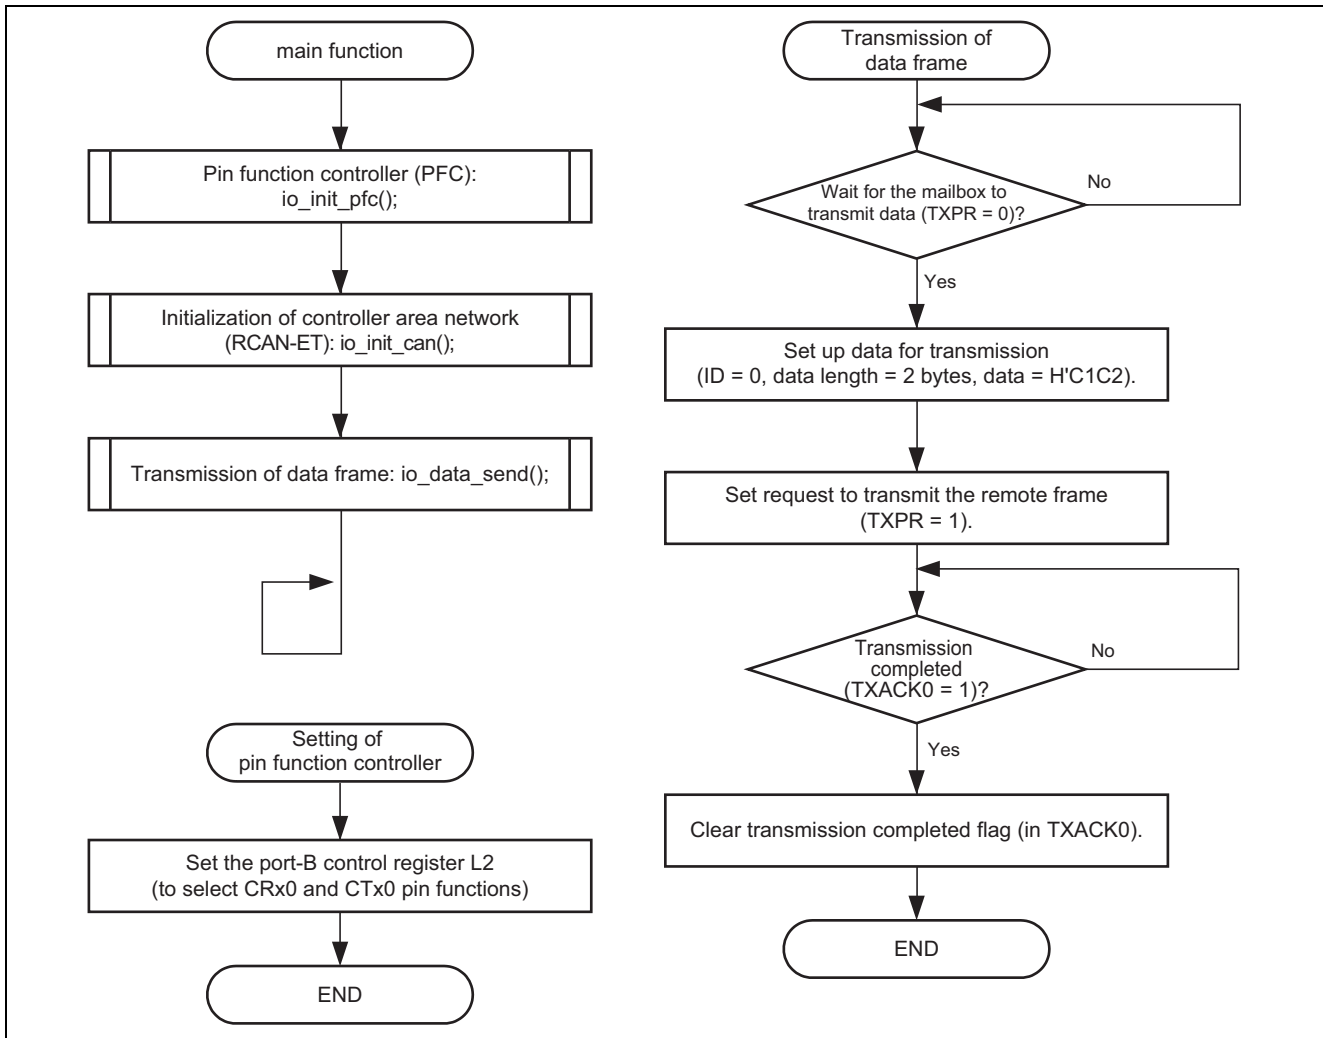 main function
Pin function controller (PFC):
io_init_pfc();
Initialization of controller area network
(RCAN-ET): io_init_can();
Transmission of data frame: io_data_send();
Setting of
pin function controller
Set the port-B control register L2
(to select CRx0 and CTx0 pin functions)
END
Transmission of
data frame
Wait for the mailbox to
transmit data (TXPR = 0)?
No
Yes
Set up data for transmission
(ID = 0, data length = 2 bytes, data = H'C1C2).
Set request to transmit the remote frame
(TXPR = 1).
Transmission
completed
(TXACK0 = 1)?
No
Yes
Clear transmission completed flag (in TXACK0).
END